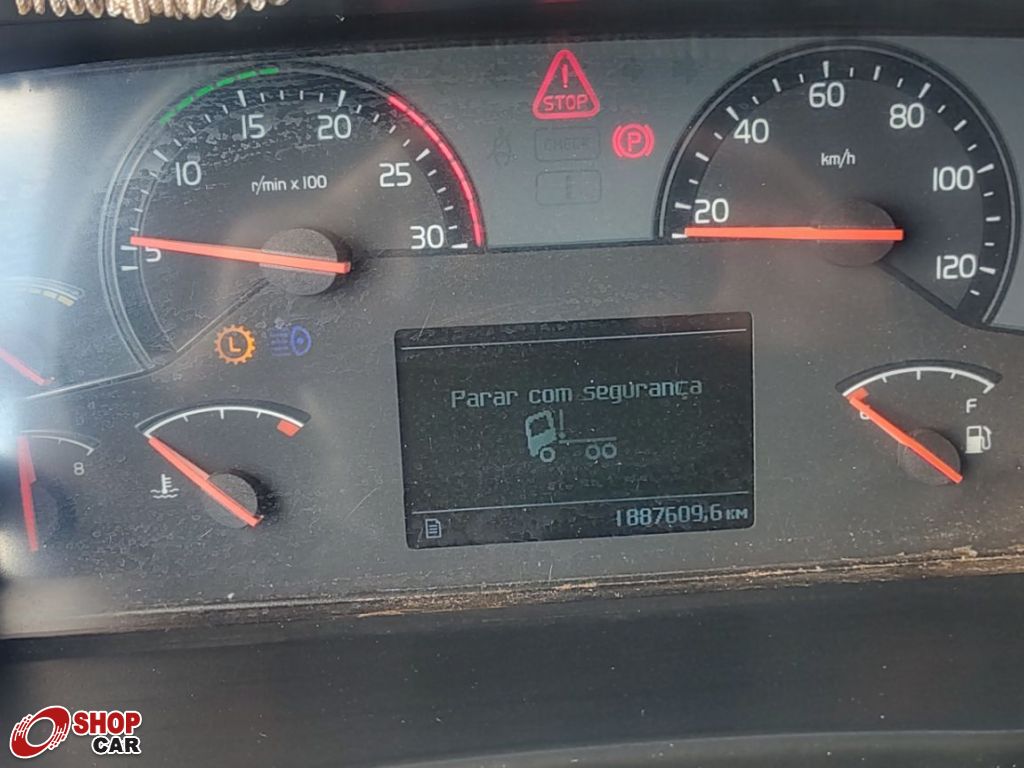 5
10
15
20
25
30
r/min x 100
STOP
CHECK
P
20
40
60
80
100
120
km/h
L
Parar com segurança
1887609,6 KM
8
F
SHOP
CAR